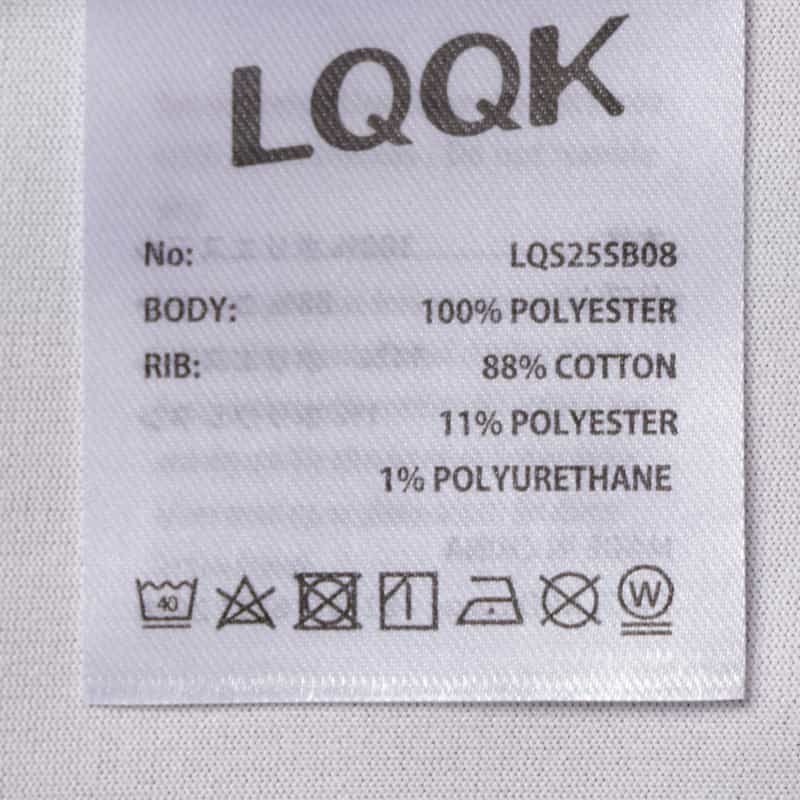 LQQK
No: LQS25SB08
BODY: 100% POLYESTER
RIB: 88% COTTON
11% POLYESTER
1% POLYURETHANE
40 W